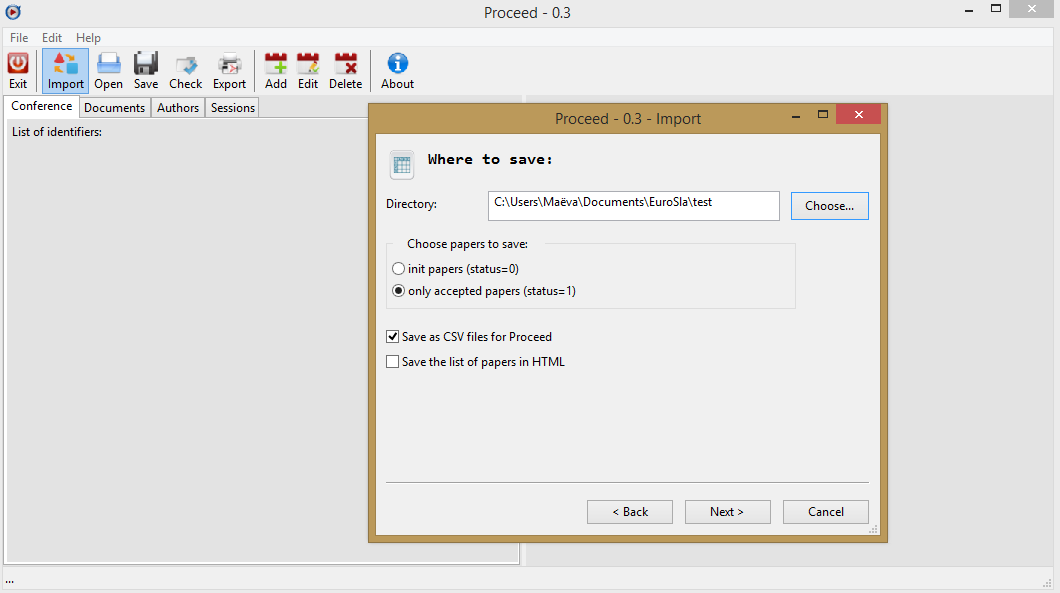 Proceed - 0.3
File Edit Help
Exit Import Open Save Check Export Add Edit Delete About
Conference Documents Authors Sessions
List of identifiers:
Proceed - 0.3 - Import
Where to save:
Directory: C:\Users\Maëva\Documents\EuroSla\test Choose...
Choose papers to save:
init papers (status=0)
only accepted papers (status=1)
Save as CSV files for Proceed
Save the list of papers in HTML
< Back Next > Cancel
...